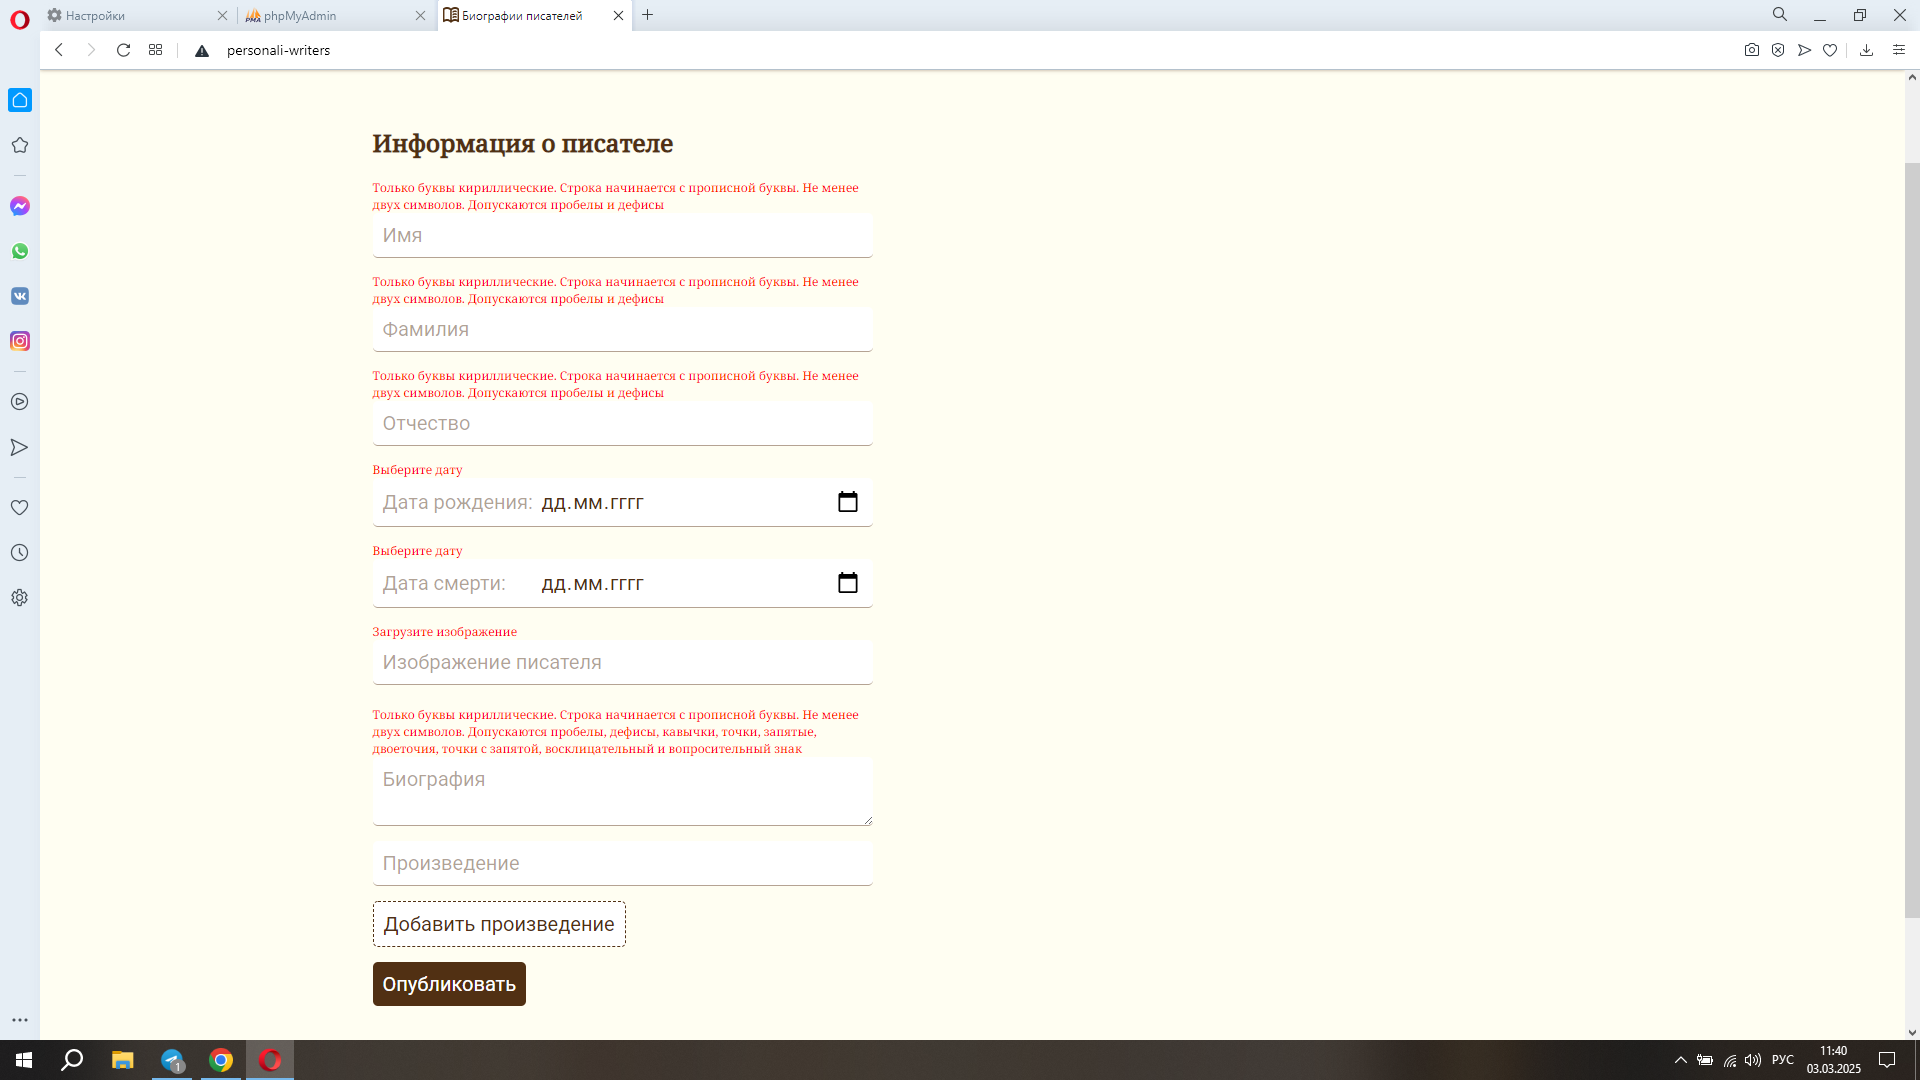 Настройки
phpMyAdmin
Биографии писателей
personali-writers
Информация о писателе
Только буквы кириллические. Строка начинается с прописной буквы. Не менее
двух символов. Допускаются пробелы и дефисы
Имя
Только буквы кириллические. Строка начинается с прописной буквы. Не менее
двух символов. Допускаются пробелы и дефисы
Фамилия
Только буквы кириллические. Строка начинается с прописной буквы. Не менее
двух символов. Допускаются пробелы и дефисы
Отчество
Выберите дату
Дата рождения: дд.мм.гггг
Выберите дату
Дата смерти: дд.мм.гггг
Загрузите изображение
Изображение писателя
Только буквы кириллические. Строка начинается с прописной буквы. Не менее
двух символов. Допускаются пробелы, дефисы, кавычки, точки, запятые,
двоеточия, точки с запятой, восклицательный и вопросительный знак
Биография
Произведение
Добавить произведение
Опубликовать
1
РУС
11:40
03.03.2025